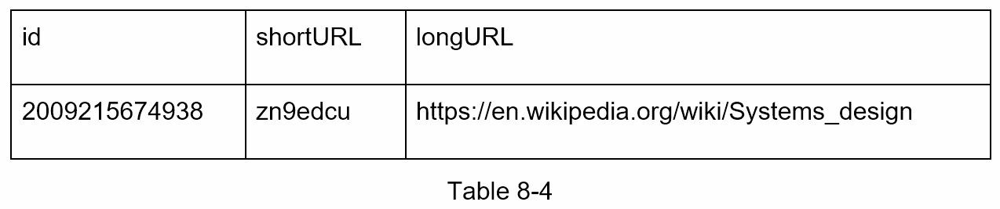 id shortURL longURL
2009215674938 zn9edcu https://en.wikipedia.org/wiki/Systems_design
Table 8-4